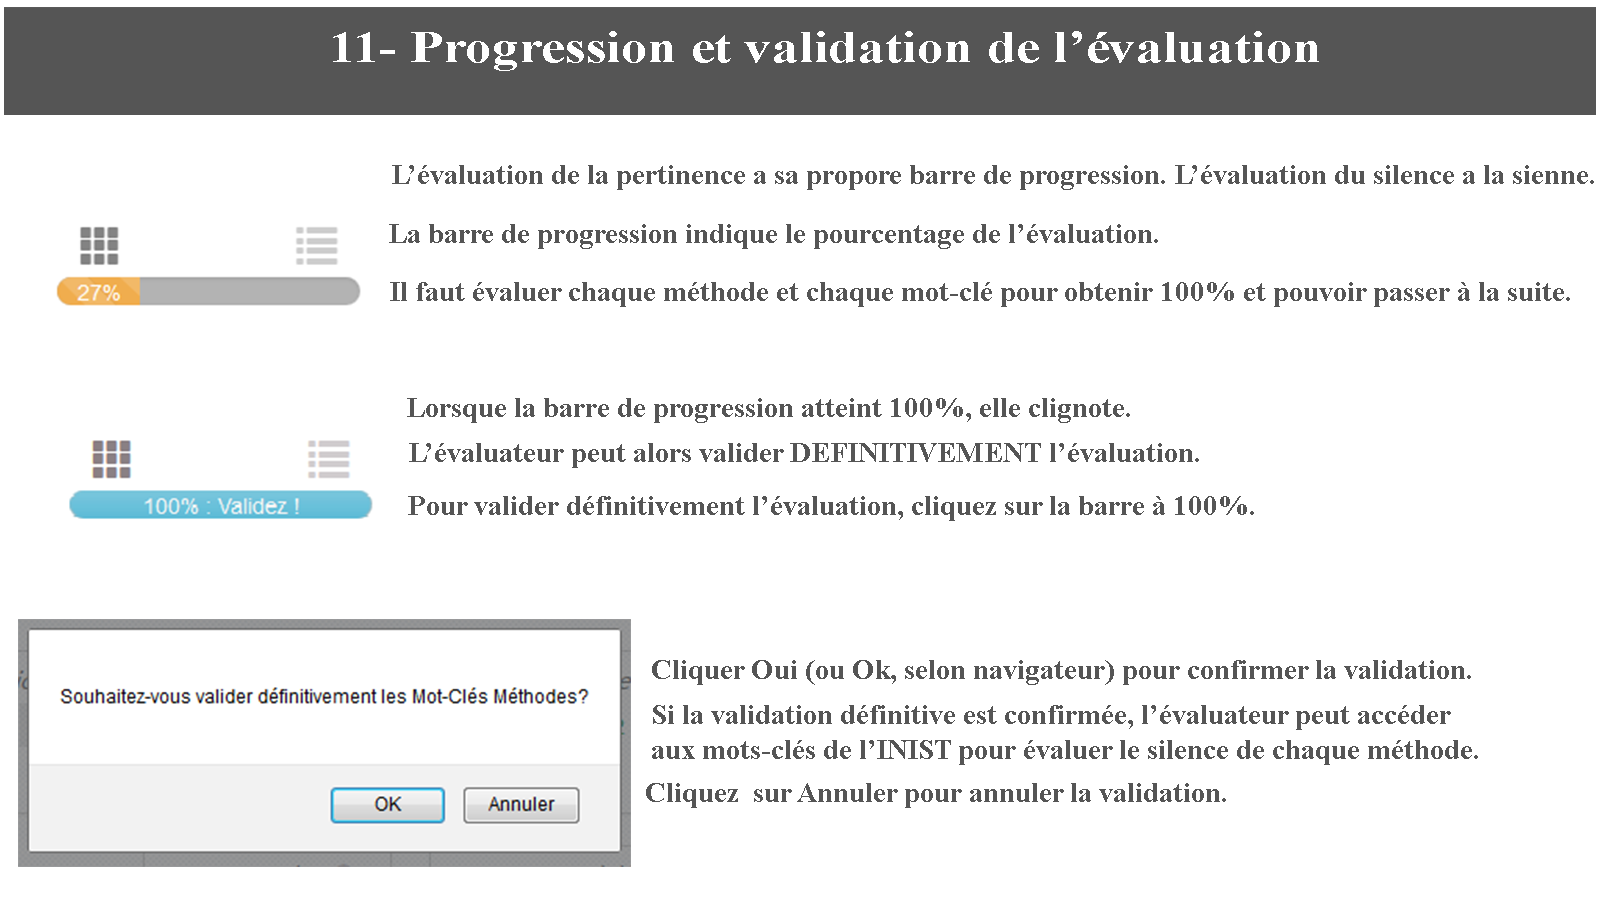 11- Progression et validation de l’évaluation
L’évaluation de la pertinence a sa propore barre de progression. L’évaluation du silence a la sienne.
La barre de progression indique le pourcentage de l’évaluation.
27%
Il faut évaluer chaque méthode et chaque mot-clé pour obtenir 100% et pouvoir passer à la suite.
Lorsque la barre de progression atteint 100%, elle clignote.
L’évaluateur peut alors valider DEFINITIVEMENT l’évaluation.
100% : Validez !
Pour valider définitivement l’évaluation, cliquez sur la barre à 100%.
Souhaitez-vous valider définitivement les Mot-Clés Méthodes?
OK
Annuler
Cliquer Oui (ou Ok, selon navigateur) pour confirmer la validation.
Si la validation définitive est confirmée, l’évaluateur peut accéder
aux mots-clés de l’INIST pour évaluer le silence de chaque méthode.
Cliquez  sur Annuler pour annuler la validation.